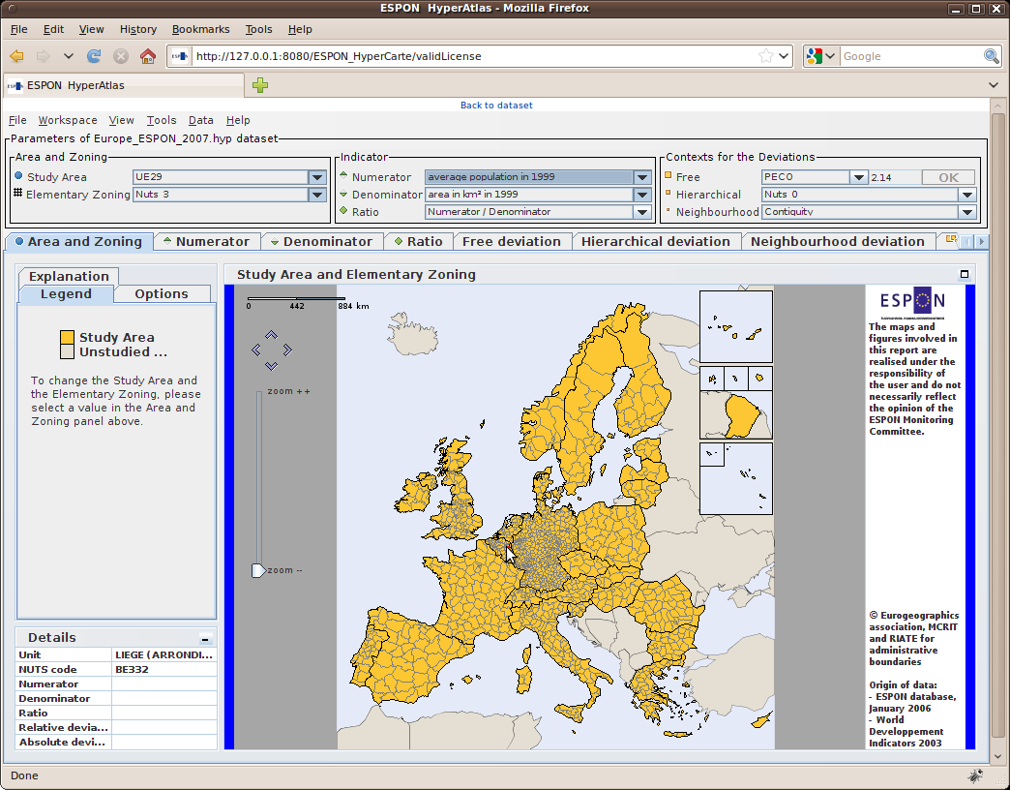 ESPON HyperAtlas - Mozilla Firefox
File Edit View History Bookmarks Tools Help
http://127.0.0.1:8080/ESPON_HyperCarte/validLicense
Google
ESPON HyperAtlas
Back to dataset
File Workspace View Tools Data Help
Parameters of Europe_ESPON_2007.hyp dataset
Area and Zoning
Study Area UE29
Elementary Zoning Nuts 3
Indicator
Numerator average population in 1999
Denominator area in km² in 1999
Ratio Numerator / Denominator
Contexts for the Deviations
Free PECO 2.14 OK
Hierarchical Nuts 0
Neighbourhood Contiguity
Area and Zoning Numerator Denominator Ratio Free deviation Hierarchical deviation Neighbourhood deviation
Explanation
Legend Options
Study Area
Unstudied ...
To change the Study Area and
the Elementary Zoning, please
select a value in the Area and
Zoning panel above.
Details
Unit LIEGE (ARRONDI...
NUTS code BE332
Numerator
Denominator
Ratio
Relative devia...
Absolute devi...
Study Area and Elementary Zoning
0 442 884 km
zoom ++
zoom --
ESPON
The maps and
figures involved in
this report are
realised under the
responsibility of
the user and do not
necessarily reflect
the opinion of the
ESPON Monitoring
Committee.
© Eurogeographics
association, MCRIT
and RIATE for
administrative
boundaries
Origin of data:
- ESPON database,
January 2006
- World
Developpement
Indicators 2003
Done